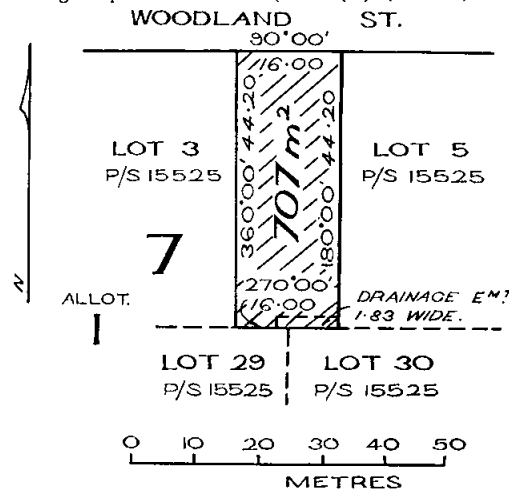 WOODLAND ST.
90°00'
16·00
44·20
360°00'
707 m²
44·20
180°00'
LOT 3
P/S 15525
LOT 5
P/S 15525
7
270°00'
16·00
N
ALLOT.
1
DRAINAGE EMT
1·83 WIDE.
LOT 29
P/S 15525
LOT 30
P/S 15525
0 10 20 30 40 50
METRES